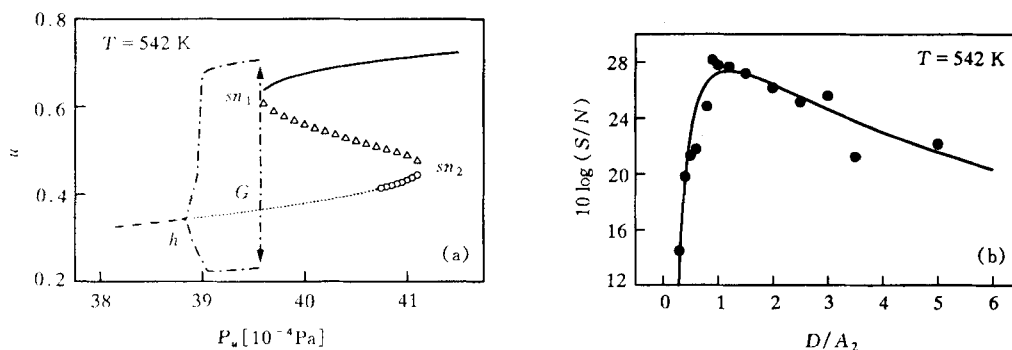 0.8
0.6
0.4
0.2
u
T = 542 K
sn₁
sn₂
G
h
(a)
38
39
40
41
P_u [10⁻⁴Pa]
28
24
20
16
12
10 log (S/N)
T = 542 K
(b)
0
1
2
3
4
5
6
D/A₂